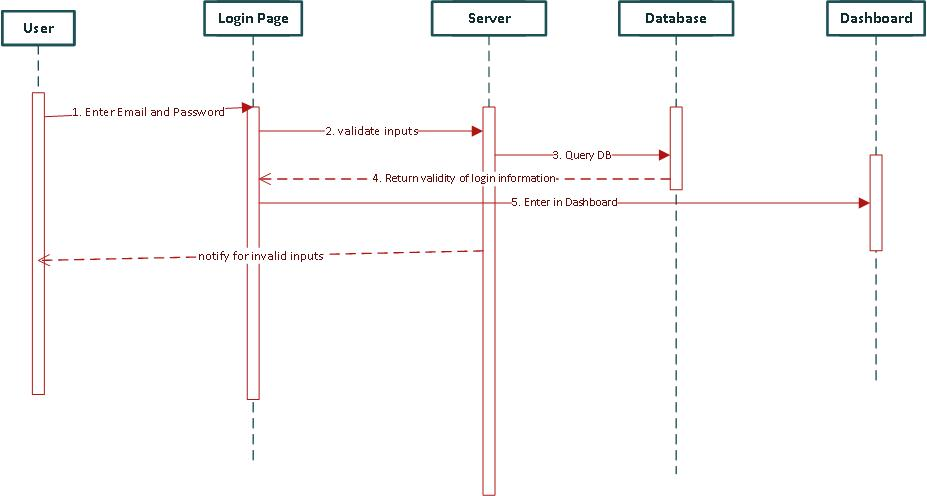 User
Login Page
Server
Database
Dashboard
1. Enter Email and Password
2. validate inputs
3. Query DB
4. Return validity of login information
5. Enter in Dashboard
notify for invalid inputs